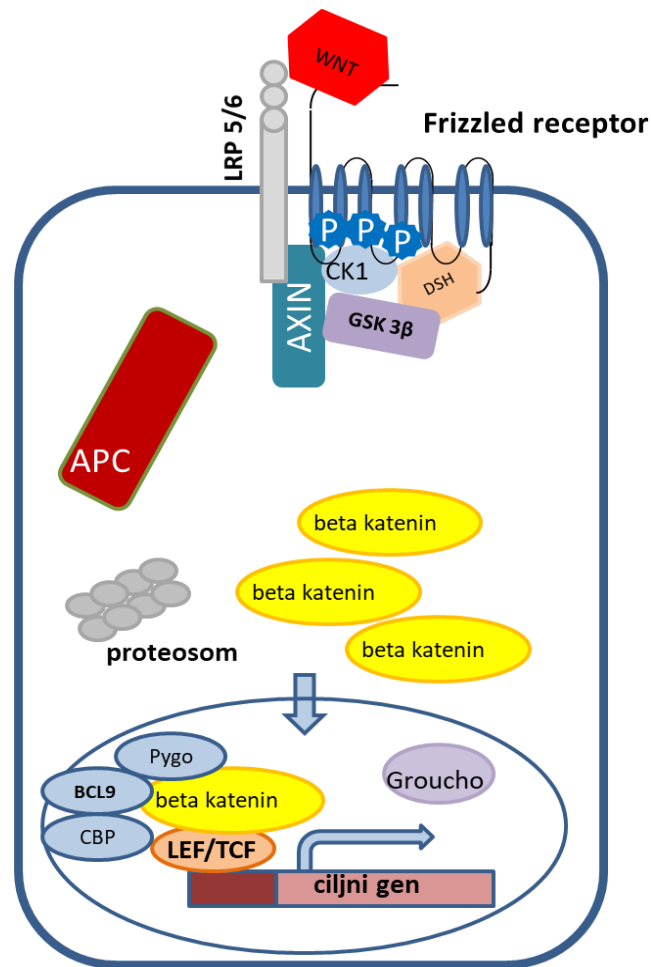 WNT
LRP 5/6
Frizzled receptor
P
P
P
CK1
DSH
AXIN
GSK 3β
APC
beta katenin
beta katenin
beta katenin
proteosom
Pygo
BCL9
beta katenin
Groucho
CBP
LEF/TCF
ciljni gen